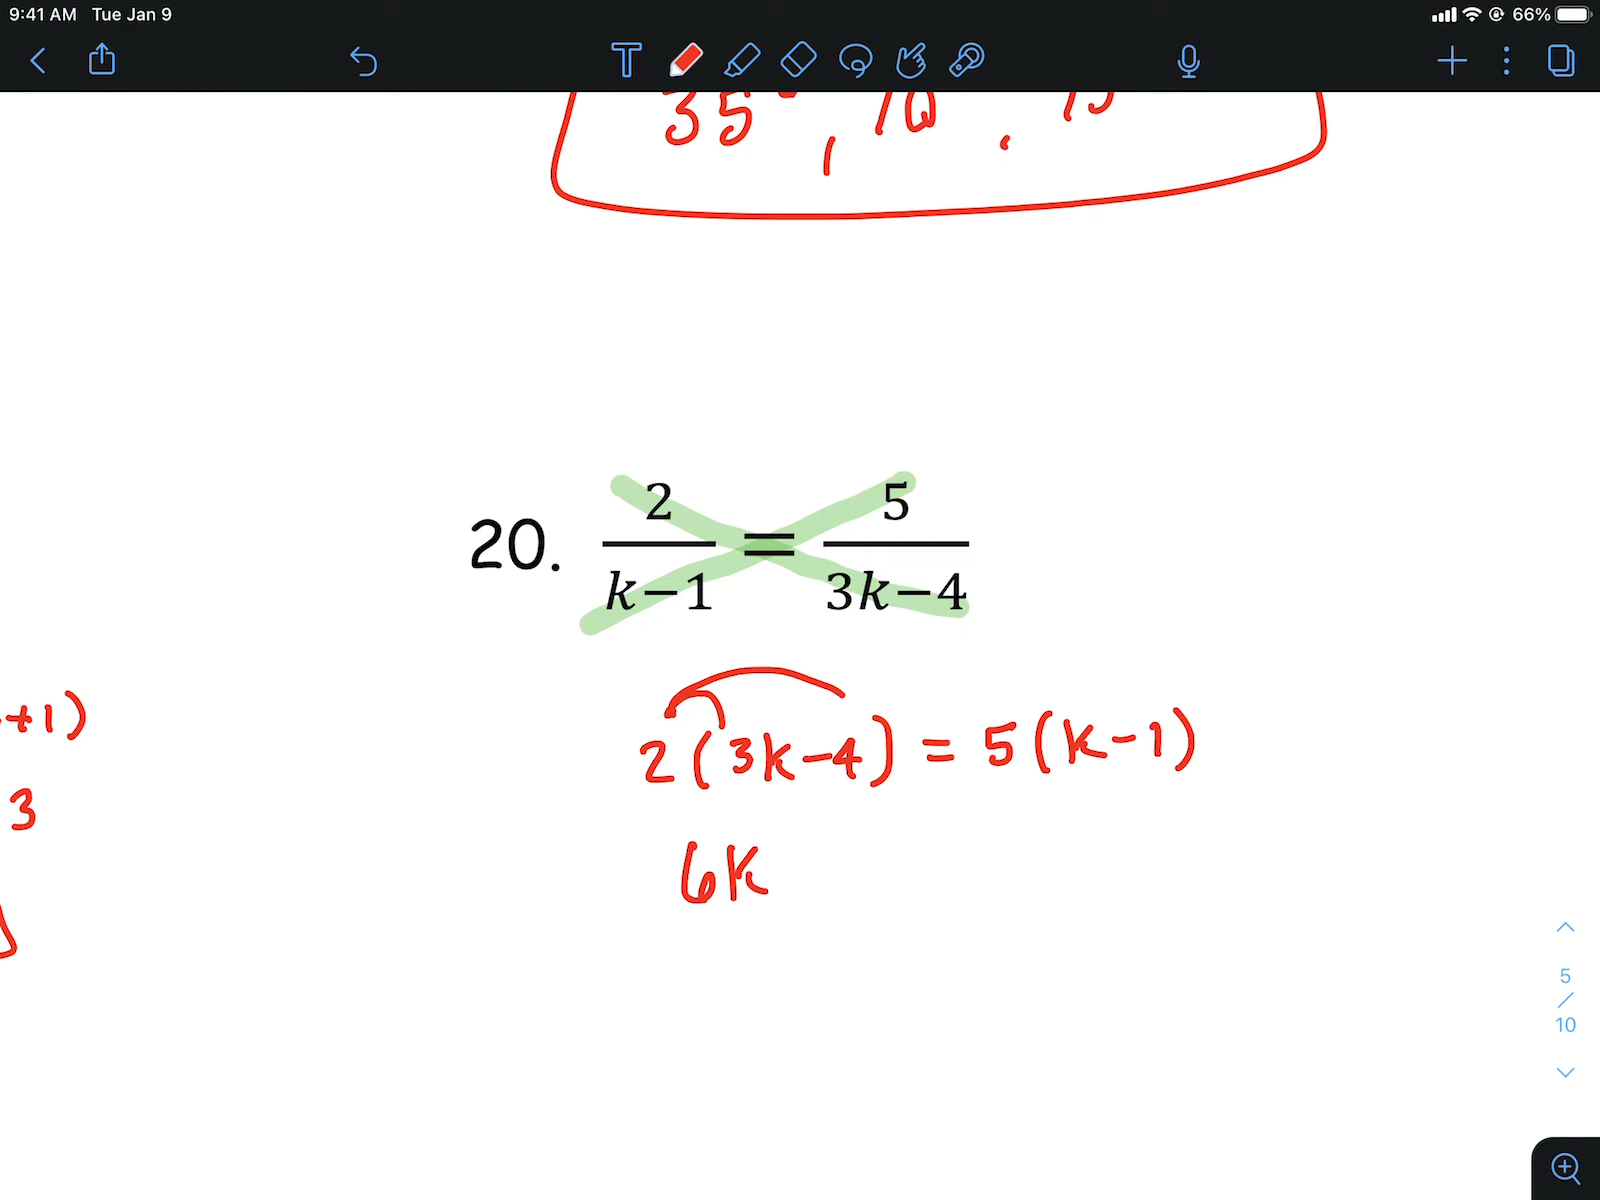 9:41 AM Tue Jan 9 66%
35
20. 2/(k−1) = 5/(3k−4)
+1)
2(3k-4) = 5(k-1)
3
6k
5
/
10